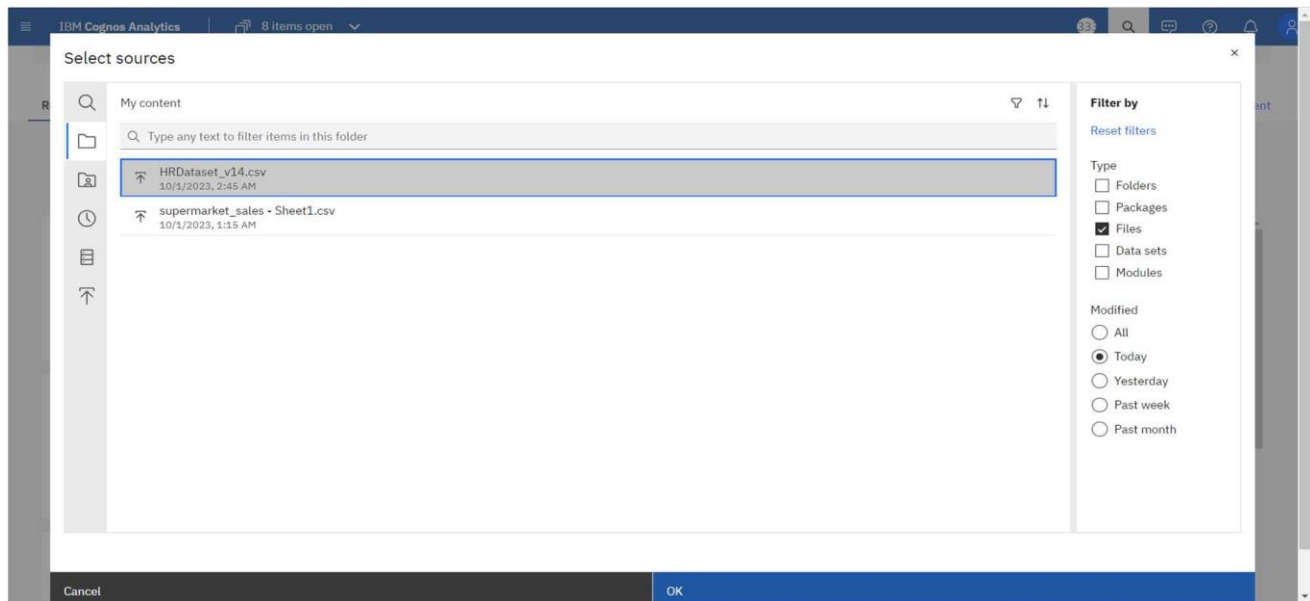 IBM Cognos Analytics
8 items open
Select sources
My content
Type any text to filter items in this folder
HRDataset_v14.csv
10/1/2023, 2:45 AM
supermarket_sales - Sheet1.csv
10/1/2023, 1:15 AM
Filter by
Reset filters
Type
Folders
Packages
Files
Data sets
Modules
Modified
All
Today
Yesterday
Past week
Past month
Cancel
OK